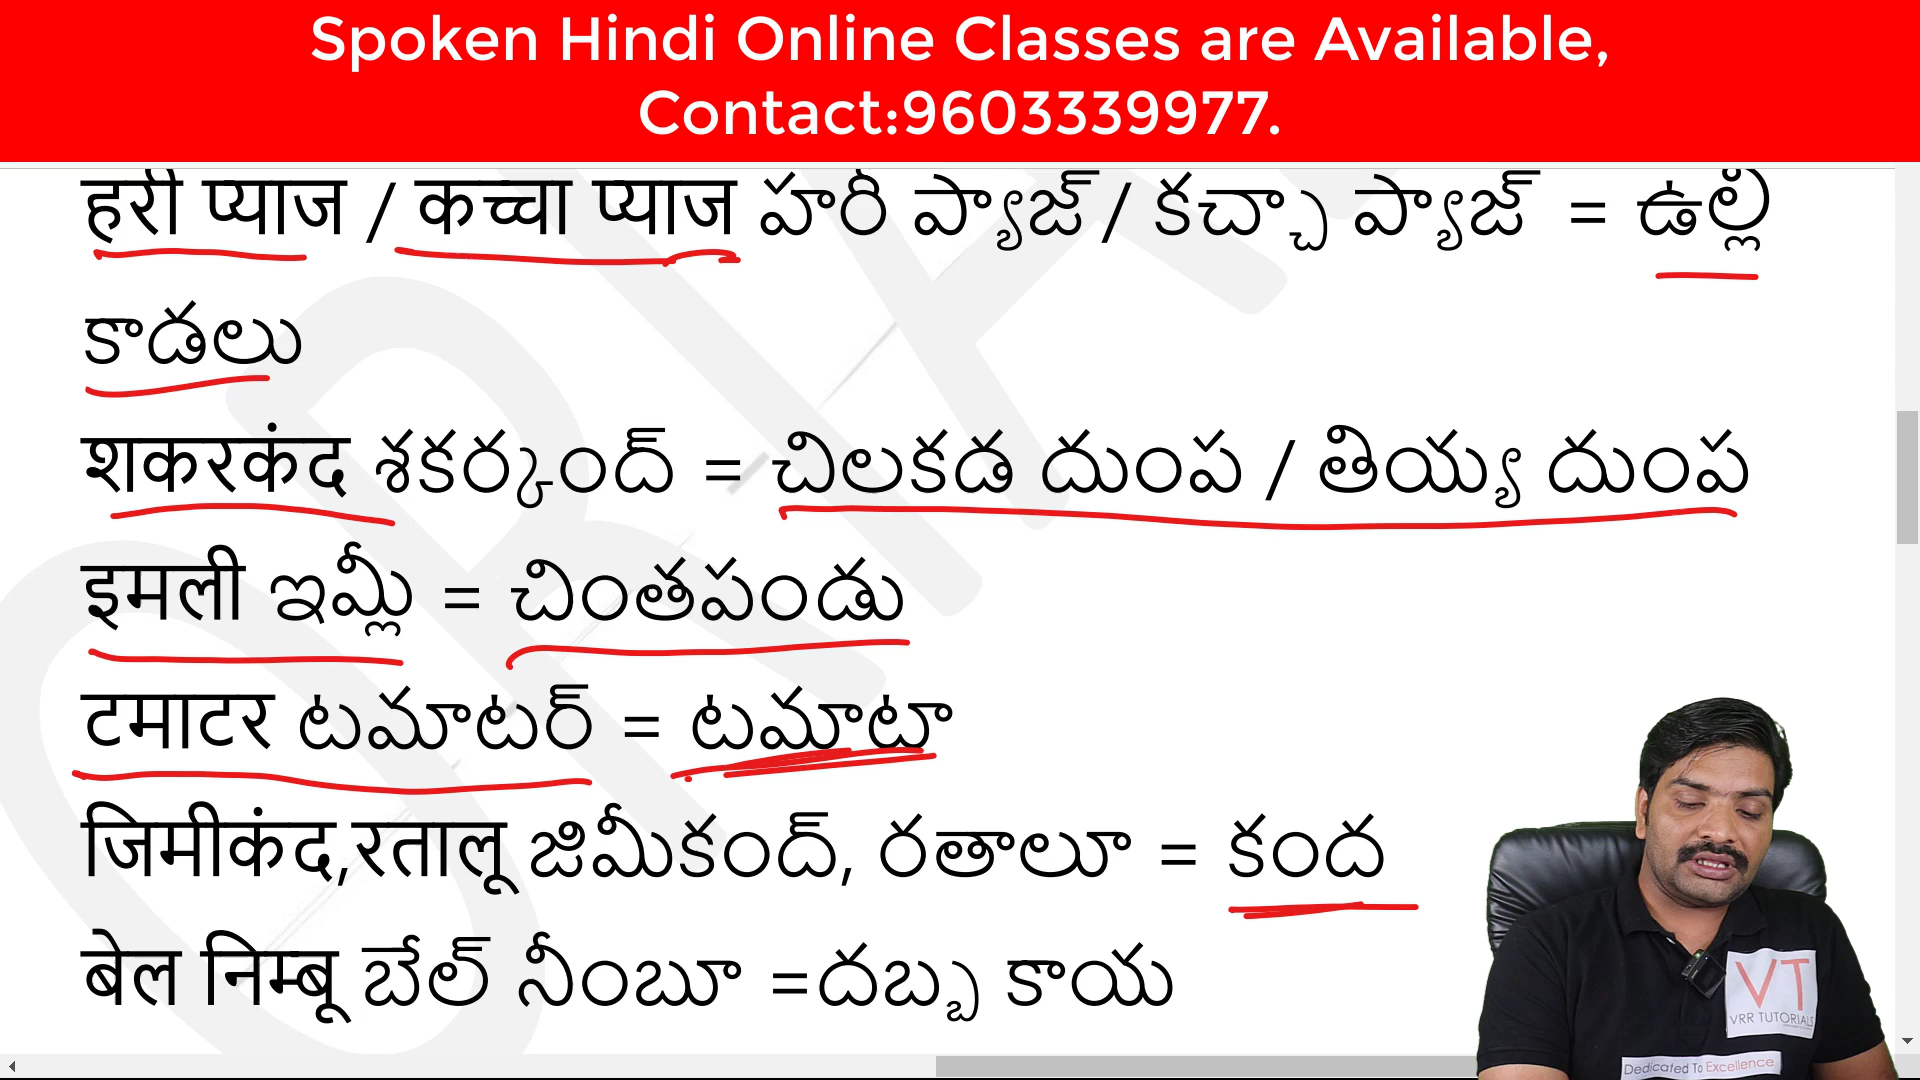 Spoken Hindi Online Classes are Available,
Contact:9603339977.
हरी प्याज / कच्चा प्याज హరీ ప్యాజ్/ కచ్చా ప్యాజ్ = ఉల్లి
కాడలు
शकरकंद శకర్కంద్ = చిలకడ దుంప / తియ్య దుంప
इमली ఇమ్లీ = చింతపండు
टमाटर టమాటర్ = టమాటా
जिमीकंद,रतालू జిమీకంద్, రతాలూ = కంద
बेल निम्बू బేల్ నీంబూ =దబ్బ కాయ
VT
VRR TUTORIALS
Dedicated To Excellence